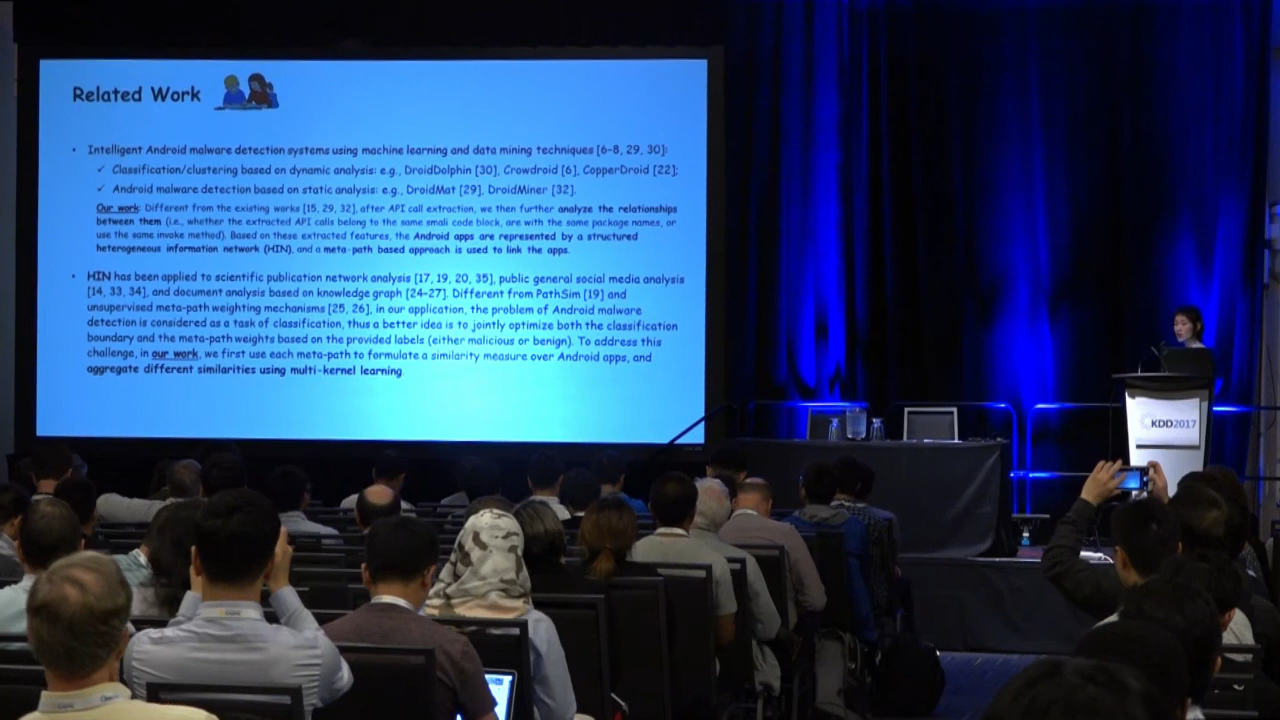 Related Work
• Intelligent Android malware detection systems using machine learning and data mining techniques [6-8, 29, 30]:
✓ Classification/clustering based on dynamic analysis: e.g., DroidDolphin [30], Crowdroid [6], CopperDroid [22];
✓ Android malware detection based on static analysis: e.g., DroidMat [29], DroidMiner [32].
Our work: Different from the existing works [15, 29, 32], after API call extraction, we then further analyze the relationships
between them (i.e., whether the extracted API calls belong to the same smali code block, are with the same package names, or
use the same invoke method). Based on these extracted features, the Android apps are represented by a structured
heterogeneous information network (HIN), and a meta-path based approach is used to link the apps.
• HIN has been applied to scientific publication network analysis [17, 19, 20, 35], public general social media analysis
[14, 33, 34], and document analysis based on knowledge graph [24-27]. Different from PathSim [19] and
unsupervised meta-path weighting mechanisms [25, 26], in our application, the problem of Android malware
detection is considered as a task of classification, thus a better idea is to jointly optimize both the classification
boundary and the meta-path weights based on the provided labels (either malicious or benign). To address this
challenge, in our work, we first use each meta-path to formulate a similarity measure over Android apps, and
aggregate different similarities using multi-kernel learning.
KDD2017